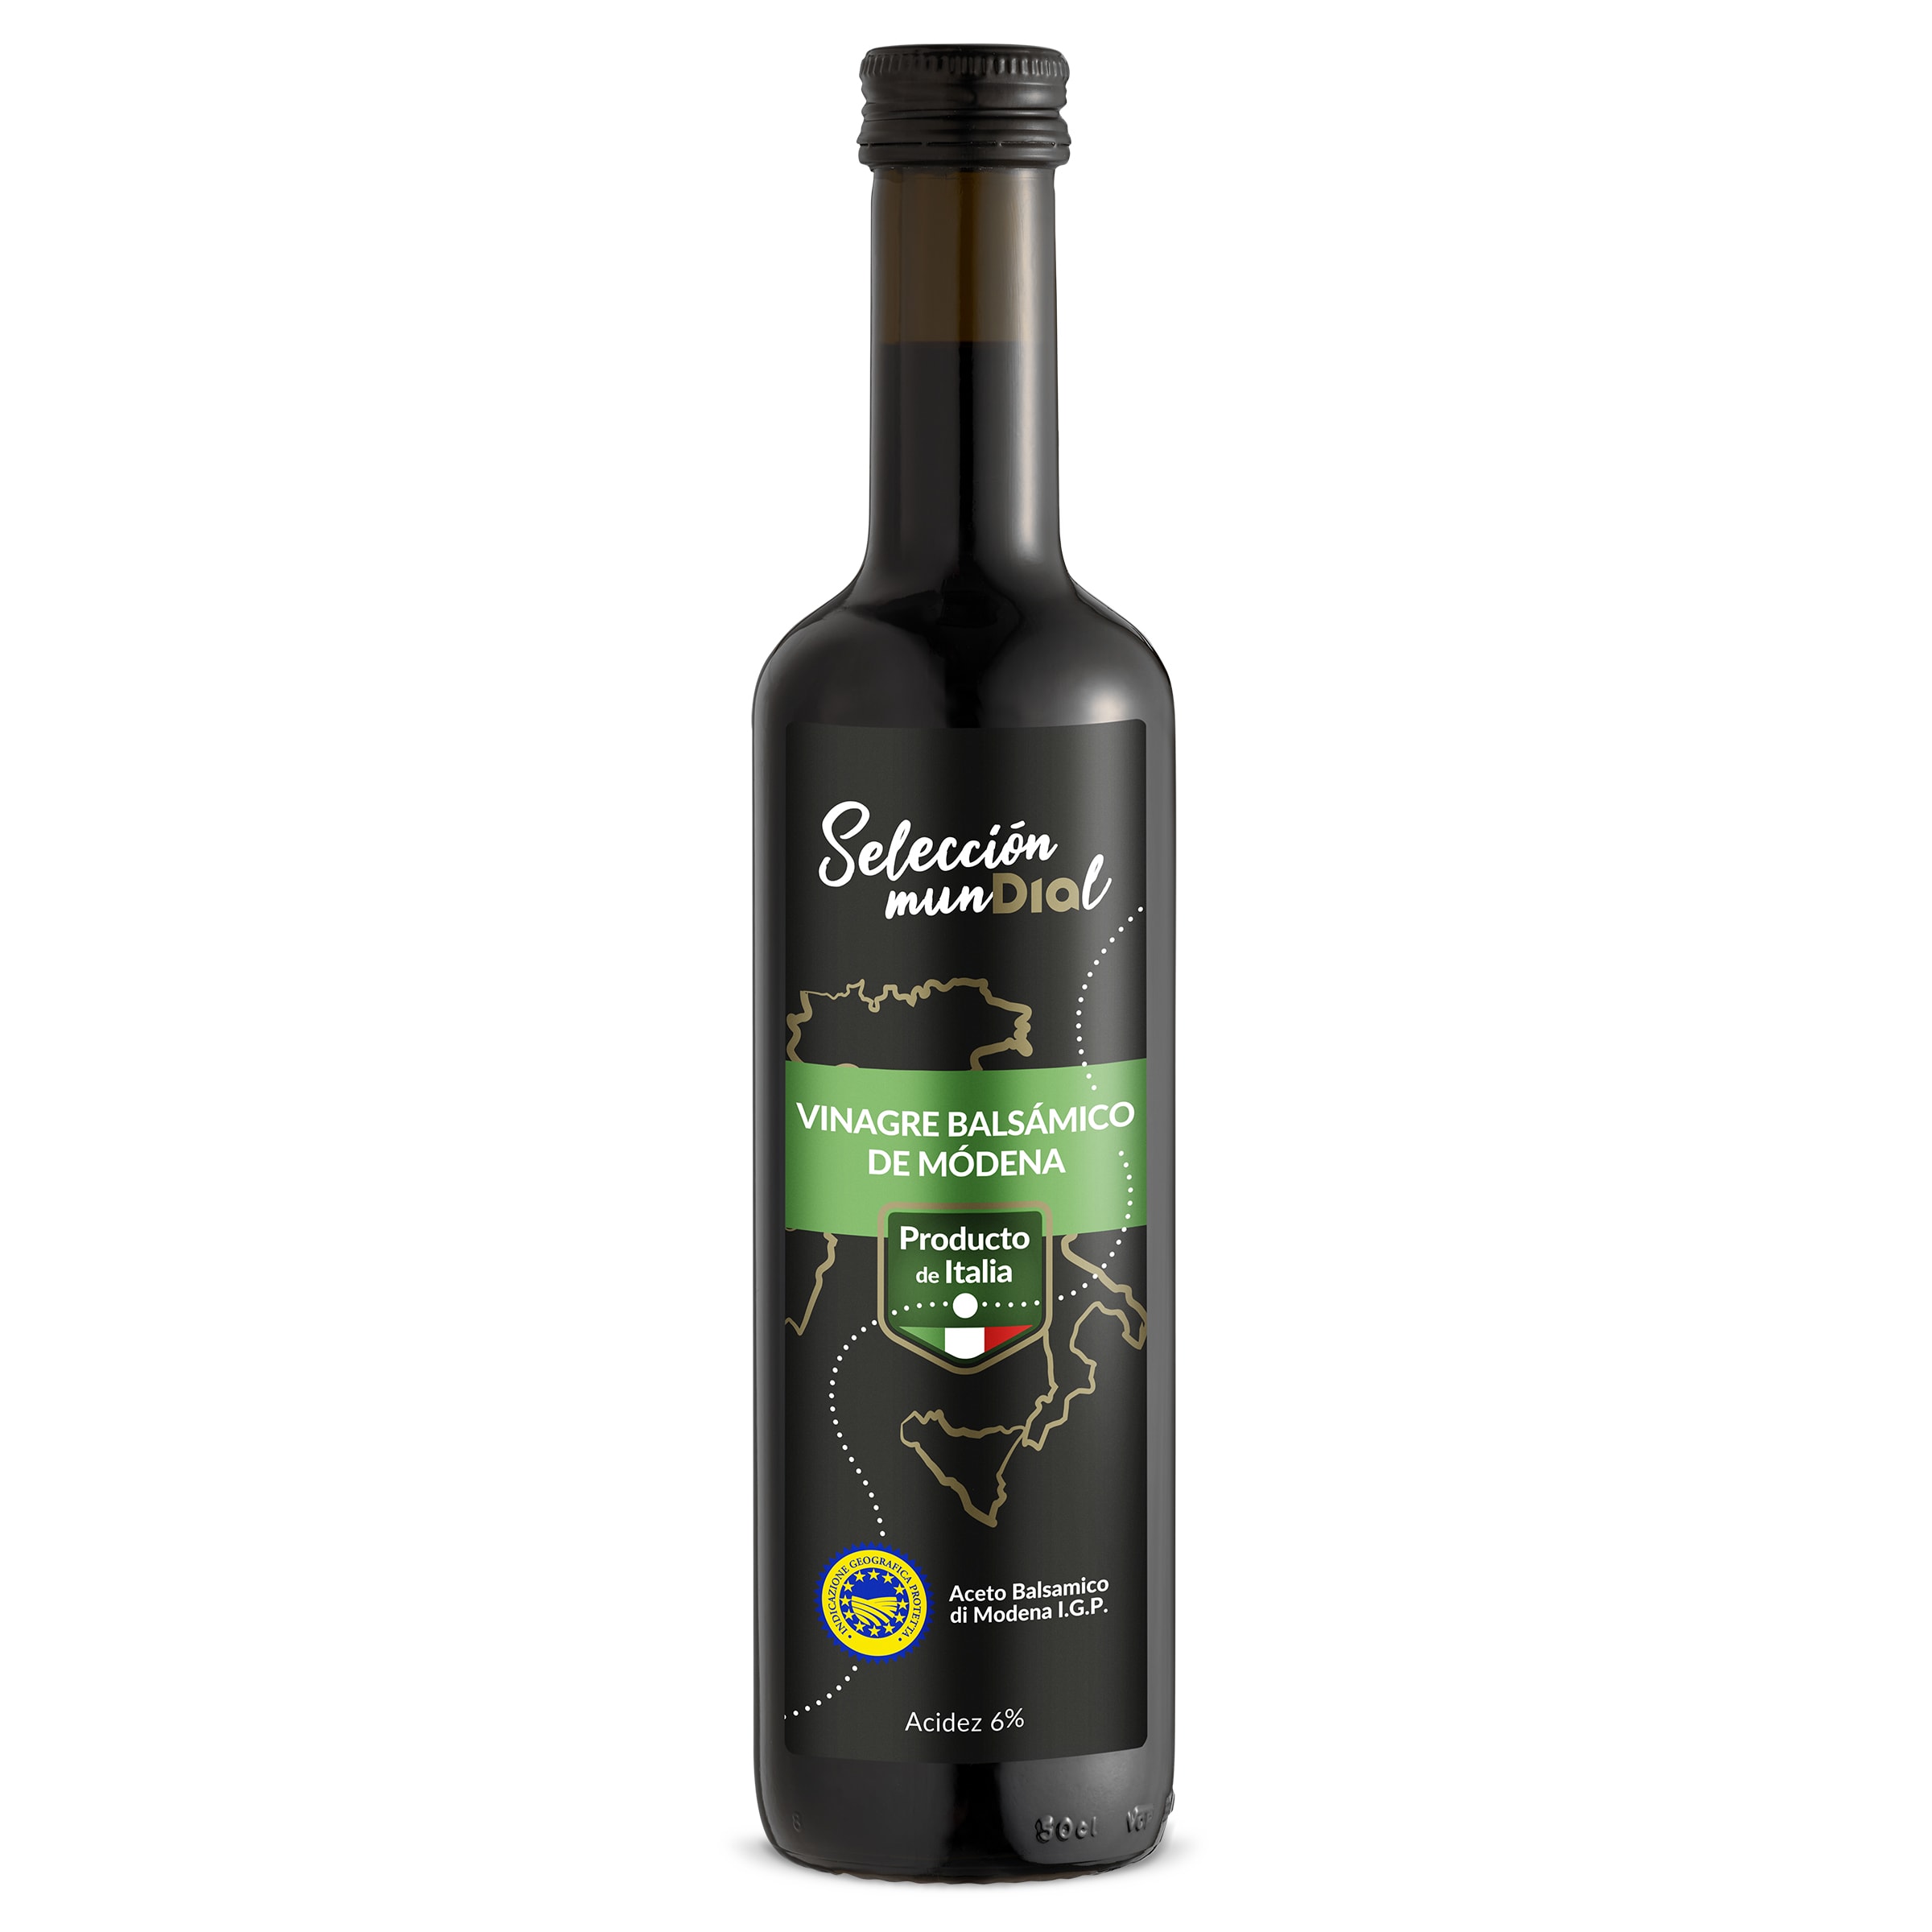 Selección
munDIal
VINAGRE BALSÁMICO
DE MÓDENA
Producto
de Italia
INDICAZIONE GEOGRAFICA PROTETTA
Aceto Balsamico
di Modena I.G.P.
Acidez 6%
50cl